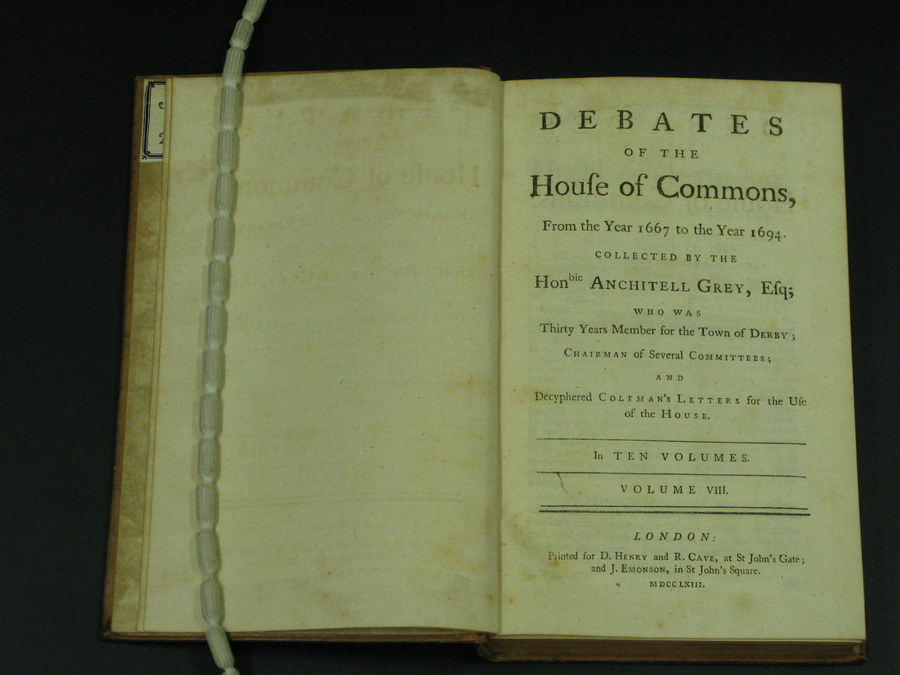 DEBATES
OF THE
Houſe of Commons,
From the Year 1667 to the Year 1694.
COLLECTED BY THE
Honble ANCHITELL GREY, Eſq;
WHO WAS
Thirty Years Member for the Town of DERBY;
CHAIRMAN of Several COMMITTEES;
AND
Decyphered COLEMAN's LETTERS for the Uſe
of the HOUSE.
In TEN VOLUMES.
VOLUME VIII.
LONDON:
Printed for D. HENRY and R. CAVE, at St John's Gate;
and J. EMONSON, in St John's Square.
MDCCLXIII.